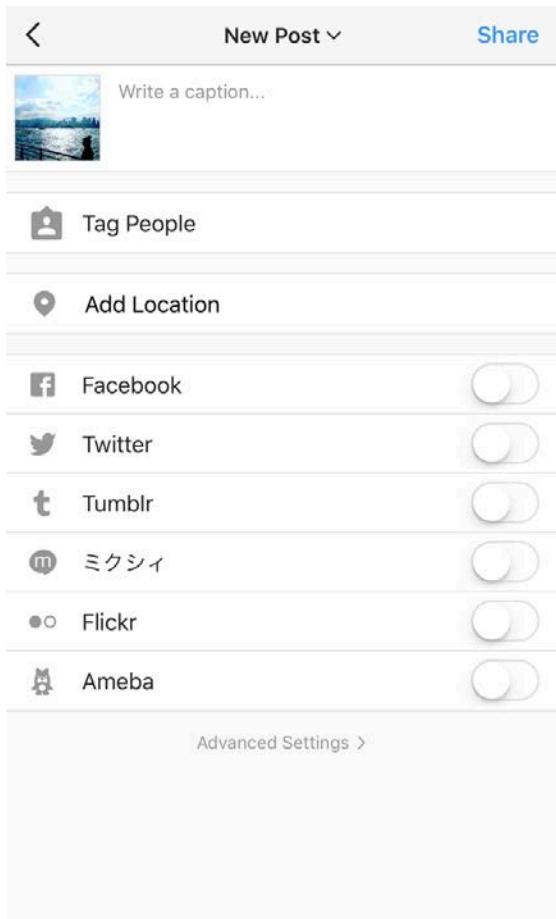 New Post
Share
Write a caption...
Tag People
Add Location
Facebook
Twitter
Tumblr
ミクシィ
Flickr
Ameba
Advanced Settings